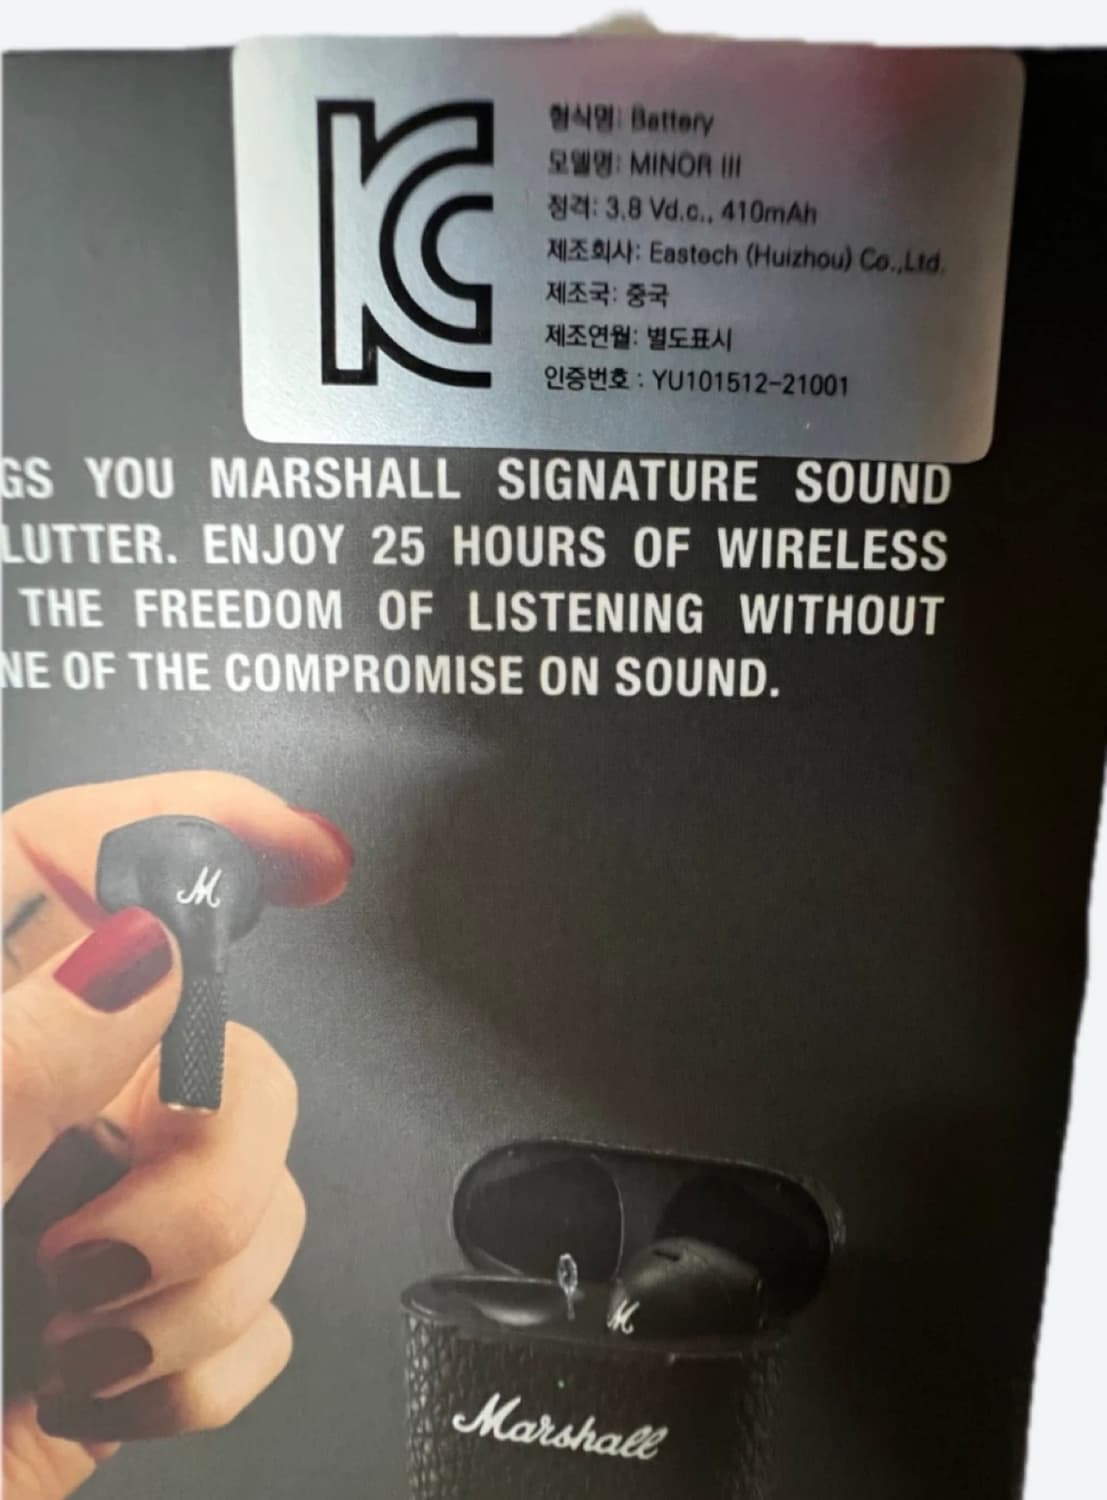 KC
형식명: Battery
모델명: MINOR III
정격: 3.8 Vd.c., 410mAh
제조회사: Eastech (Huizhou) Co.,Ltd.
제조국: 중국
제조연월: 별도표시
인증번호 : YU101512-21001
GS YOU MARSHALL SIGNATURE SOUND
LUTTER. ENJOY 25 HOURS OF WIRELESS
THE FREEDOM OF LISTENING WITHOUT
NE OF THE COMPROMISE ON SOUND.
M
M
Marshall